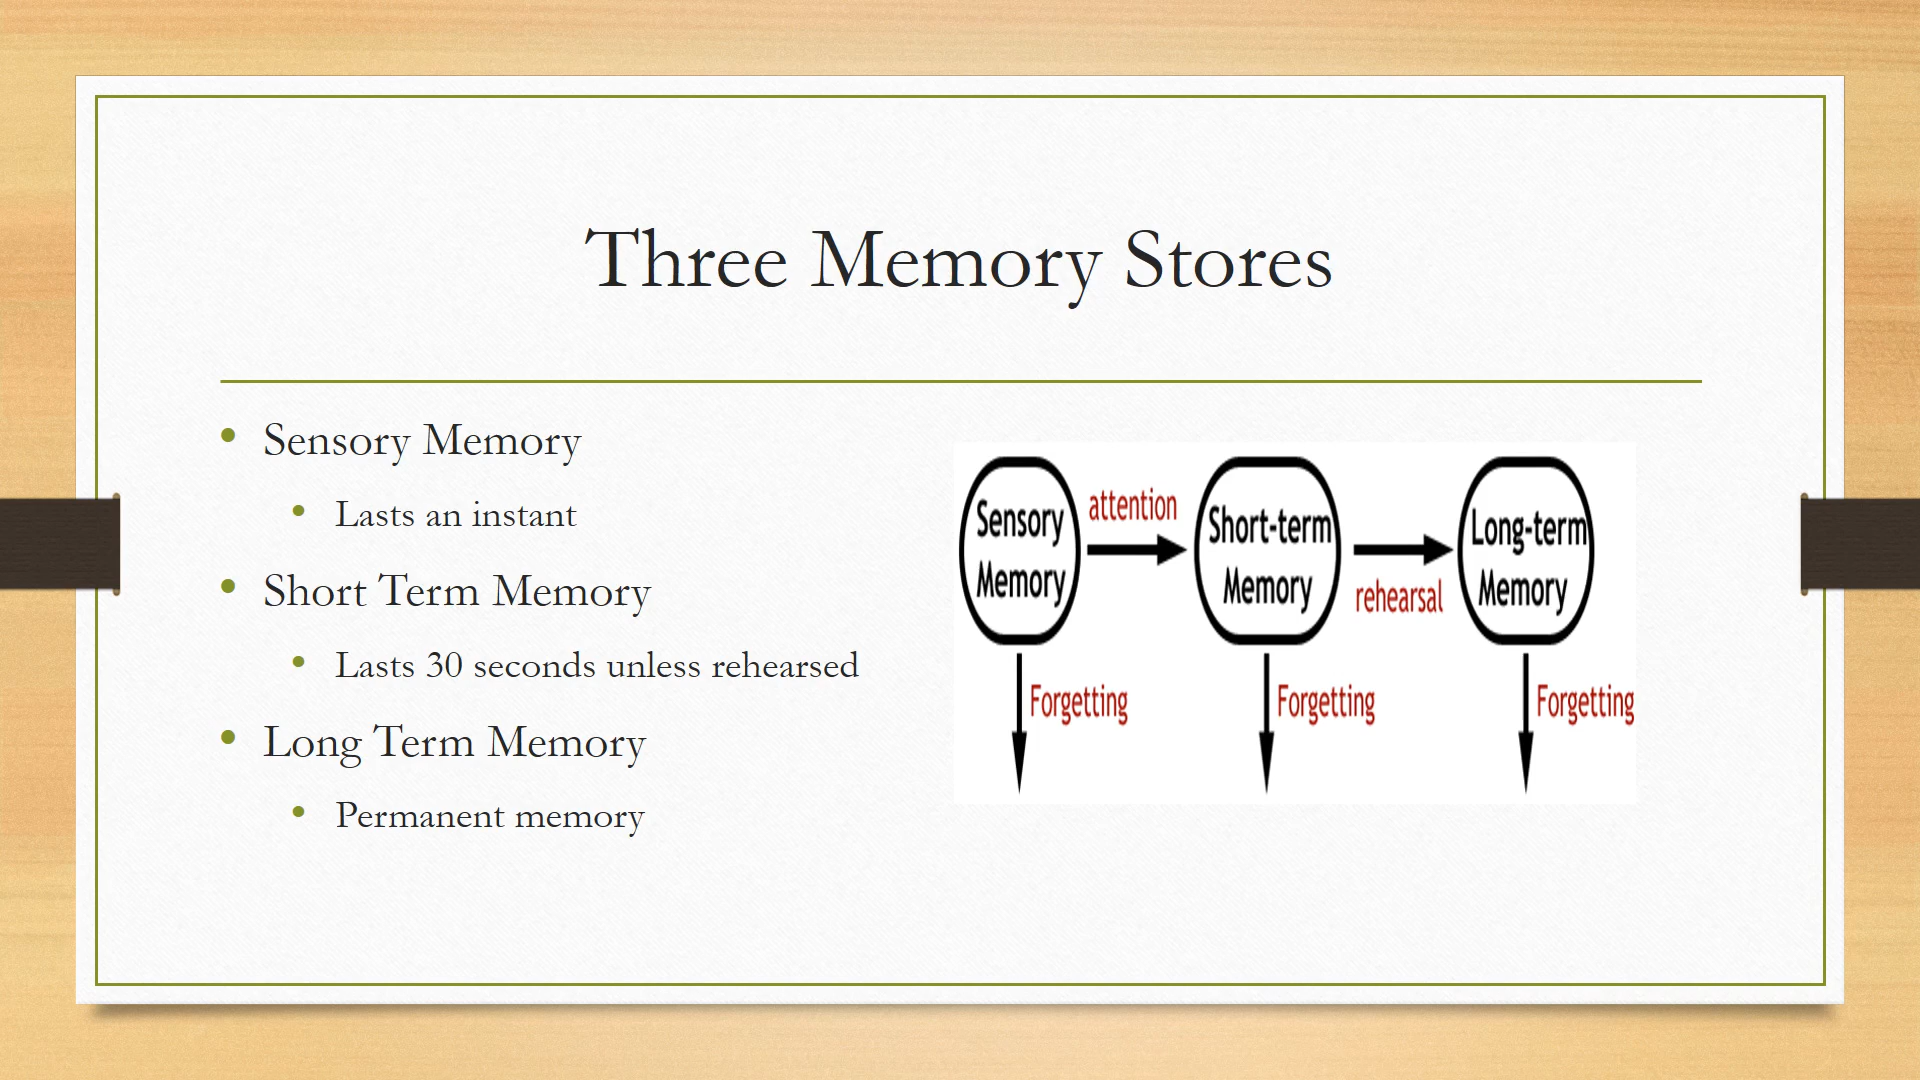 Three Memory Stores
Sensory Memory
Lasts an instant
Short Term Memory
Lasts 30 seconds unless rehearsed
Long Term Memory
Permanent memory
Sensory
Memory
attention
Short-term
Memory
rehearsal
Long-term
Memory
Forgetting
Forgetting
Forgetting